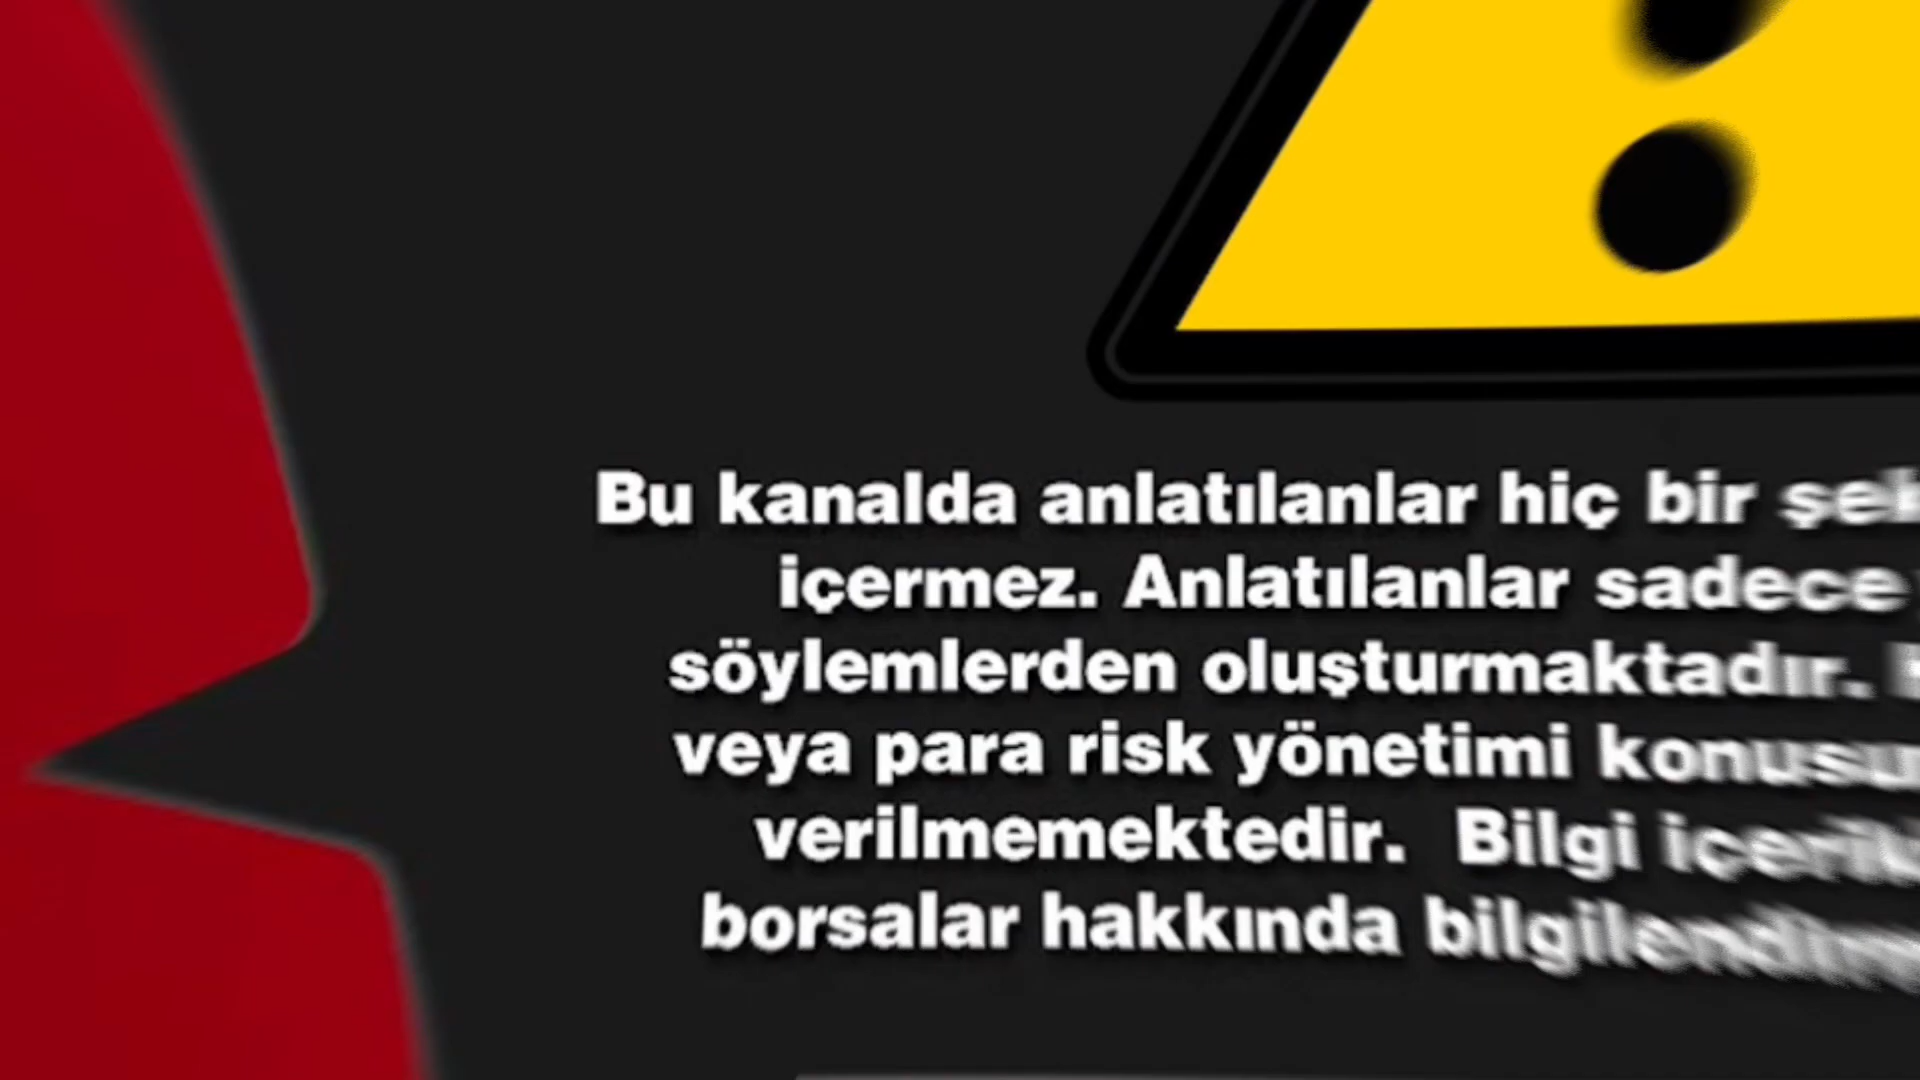 Bu kanalda anlatılanlar hiç bir
içermez. Anlatılanlar sadece
söylemlerden oluşturmaktadır.
veya para risk yönetimi
verilmemektedir. Bilgi
borsalar hakkında